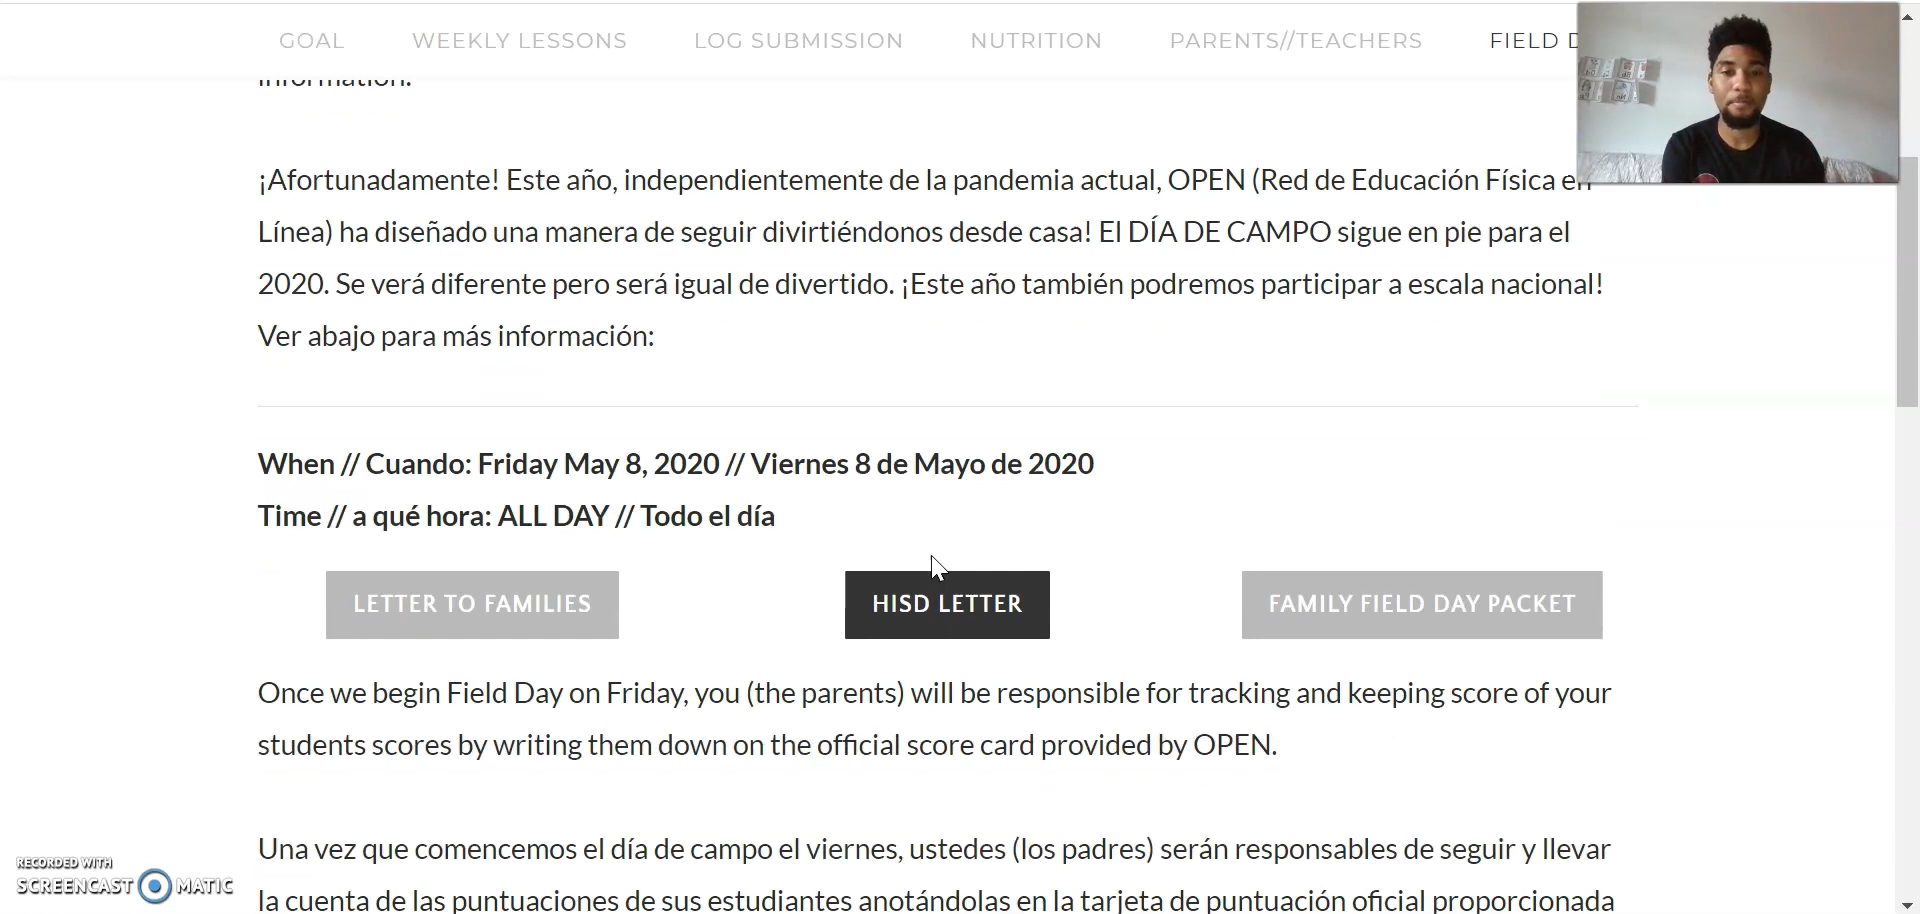 GOAL WEEKLY LESSONS LOG SUBMISSION NUTRITION PARENTS//TEACHERS FIELD
information.
¡Afortunadamente! Este año, independientemente de la pandemia actual, OPEN (Red de Educación Física en
Línea) ha diseñado una manera de seguir divirtiéndonos desde casa! El DÍA DE CAMPO sigue en pie para el
2020. Se verá diferente pero será igual de divertido. ¡Este año también podremos participar a escala nacional!
Ver abajo para más información:
When // Cuando: Friday May 8, 2020 // Viernes 8 de Mayo de 2020
Time // a qué hora: ALL DAY // Todo el día
LETTER TO FAMILIES HISD LETTER FAMILY FIELD DAY PACKET
Once we begin Field Day on Friday, you (the parents) will be responsible for tracking and keeping score of your
students scores by writing them down on the official score card provided by OPEN.
Una vez que comencemos el día de campo el viernes, ustedes (los padres) serán responsables de seguir y llevar
la cuenta de las puntuaciones de sus estudiantes anotándolas en la tarjeta de puntuación oficial proporcionada
RECORDED WITH
SCREENCAST MATIC